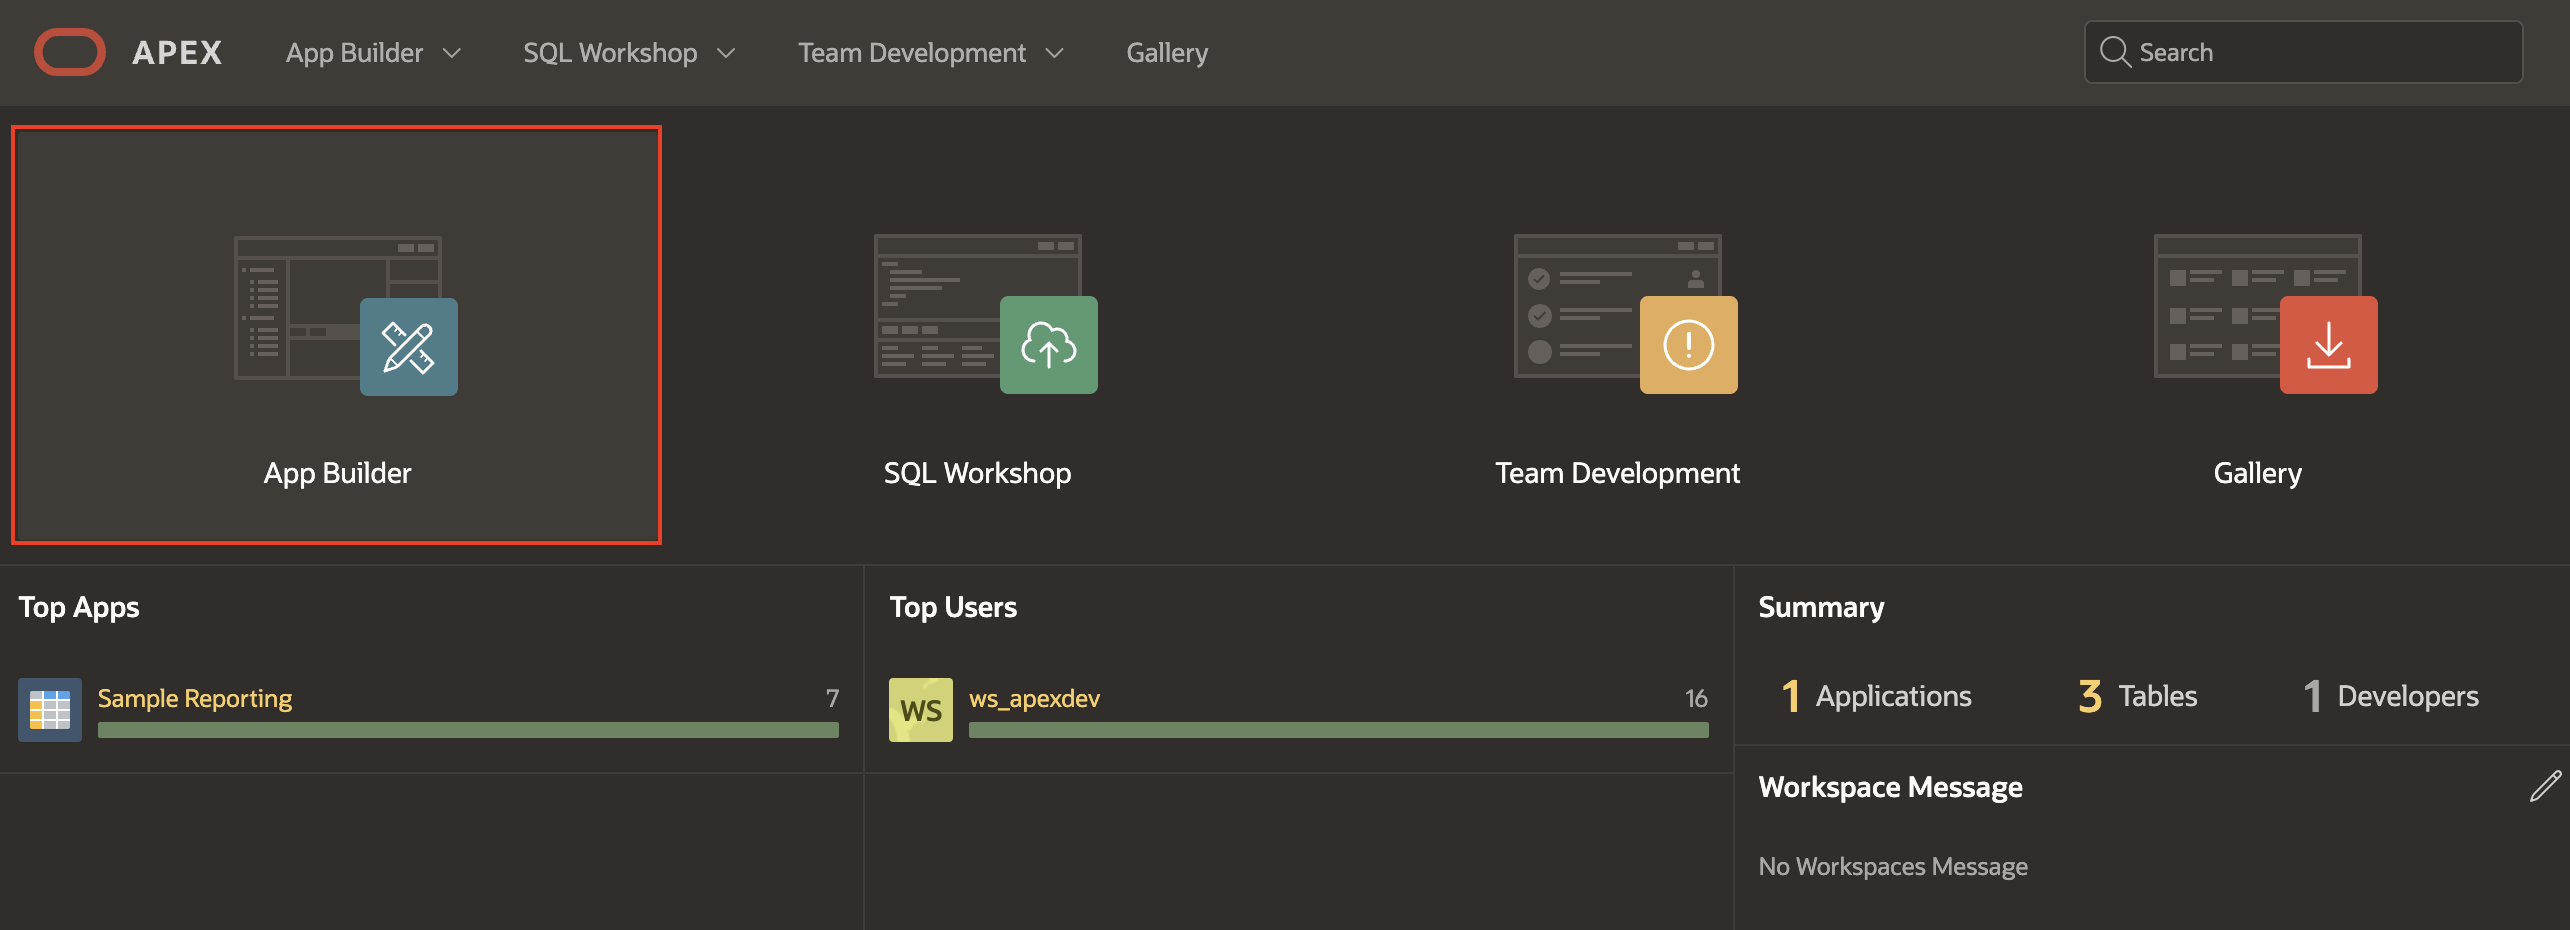 APEX App Builder SQL Workshop Team Development Gallery Search
App Builder SQL Workshop Team Development Gallery
Top Apps
Sample Reporting 7
Top Users
WS ws_apexdev 16
Summary
1 Applications 3 Tables 1 Developers
Workspace Message
No Workspaces Message